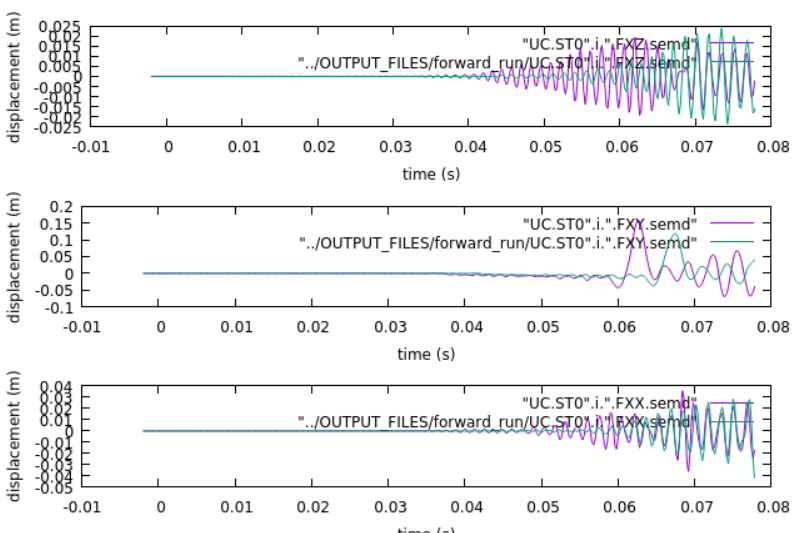 displacement (m)
0.025
0.02
0.015
0.01
0.005
0
-0.005
-0.01
-0.015
-0.02
-0.025
"UC.ST0".i.".FXZ.semd"
"../OUTPUT_FILES/forward_run/UC.ST0".i.".FXZ.semd"
-0.01 0 0.01 0.02 0.03 0.04 0.05 0.06 0.07 0.08
time (s)
displacement (m)
0.2
0.15
0.1
0.05
0
-0.05
-0.1
"UC.ST0".i.".FXY.semd"
"../OUTPUT_FILES/forward_run/UC.ST0".i.".FXY.semd"
-0.01 0 0.01 0.02 0.03 0.04 0.05 0.06 0.07 0.08
time (s)
displacement (m)
0.04
0.03
0.02
0.01
0
-0.01
-0.02
-0.03
-0.04
-0.05
"UC.ST0".i.".FXX.semd"
"../OUTPUT_FILES/forward_run/UC.ST0".i.".FXX.semd"
-0.01 0 0.01 0.02 0.03 0.04 0.05 0.06 0.07 0.08
time (s)